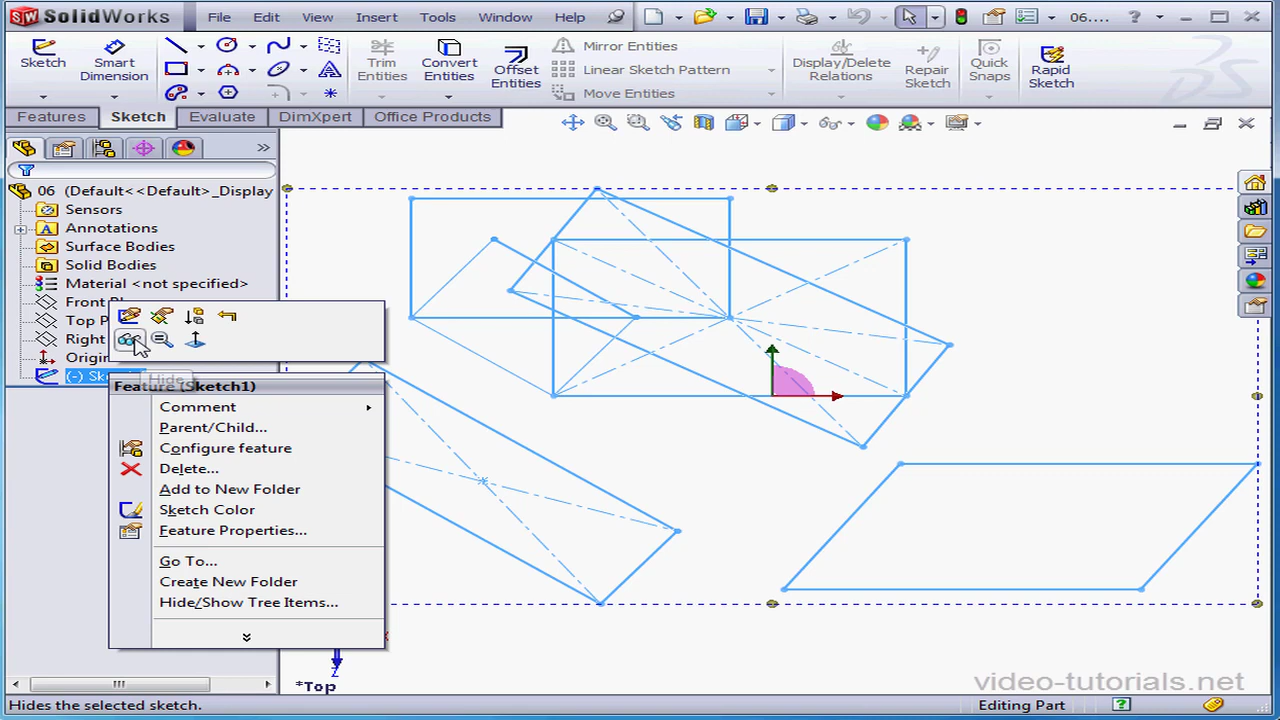 SW SolidWorks File Edit View Insert Tools Window Help 06.... ?
Sketch Smart Dimension Trim Entities Convert Entities Offset Entities Mirror Entities Linear Sketch Pattern Move Entities Display/Delete Relations Repair Sketch Quick Snaps Rapid Sketch
Features Sketch Evaluate DimXpert Office Products
06 (Default<<Default>_Display
Sensors
Annotations
Surface Bodies
Solid Bodies
Material <not specified>
Front
Top P
Right
Origin
(-) Sk
Hide
Feature (Sketch1)
Comment
Parent/Child...
Configure feature
Delete...
Add to New Folder
Sketch Color
Feature Properties...
Go To...
Create New Folder
Hide/Show Tree Items...
Z
*Top
video-tutorials.net
Hides the selected sketch. Editing Part ?